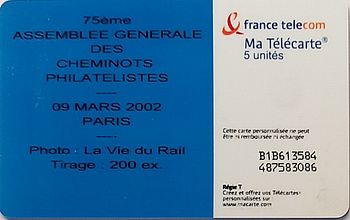 75ème
ASSEMBLEE GENERALE
DES
CHEMINOTS
PHILATELISTES
09 MARS 2002
PARIS
Photo : La Vie du Rail
Tirage : 200 ex.
france telecom
Ma Télécarte®
5 unités
Cette carte personnalisée ne peut
être ni remboursée ni échangée
B1B613584
487583086
Régie T
Créez et offrez vos Télécartes
personnalisées sur
www.macarte.com